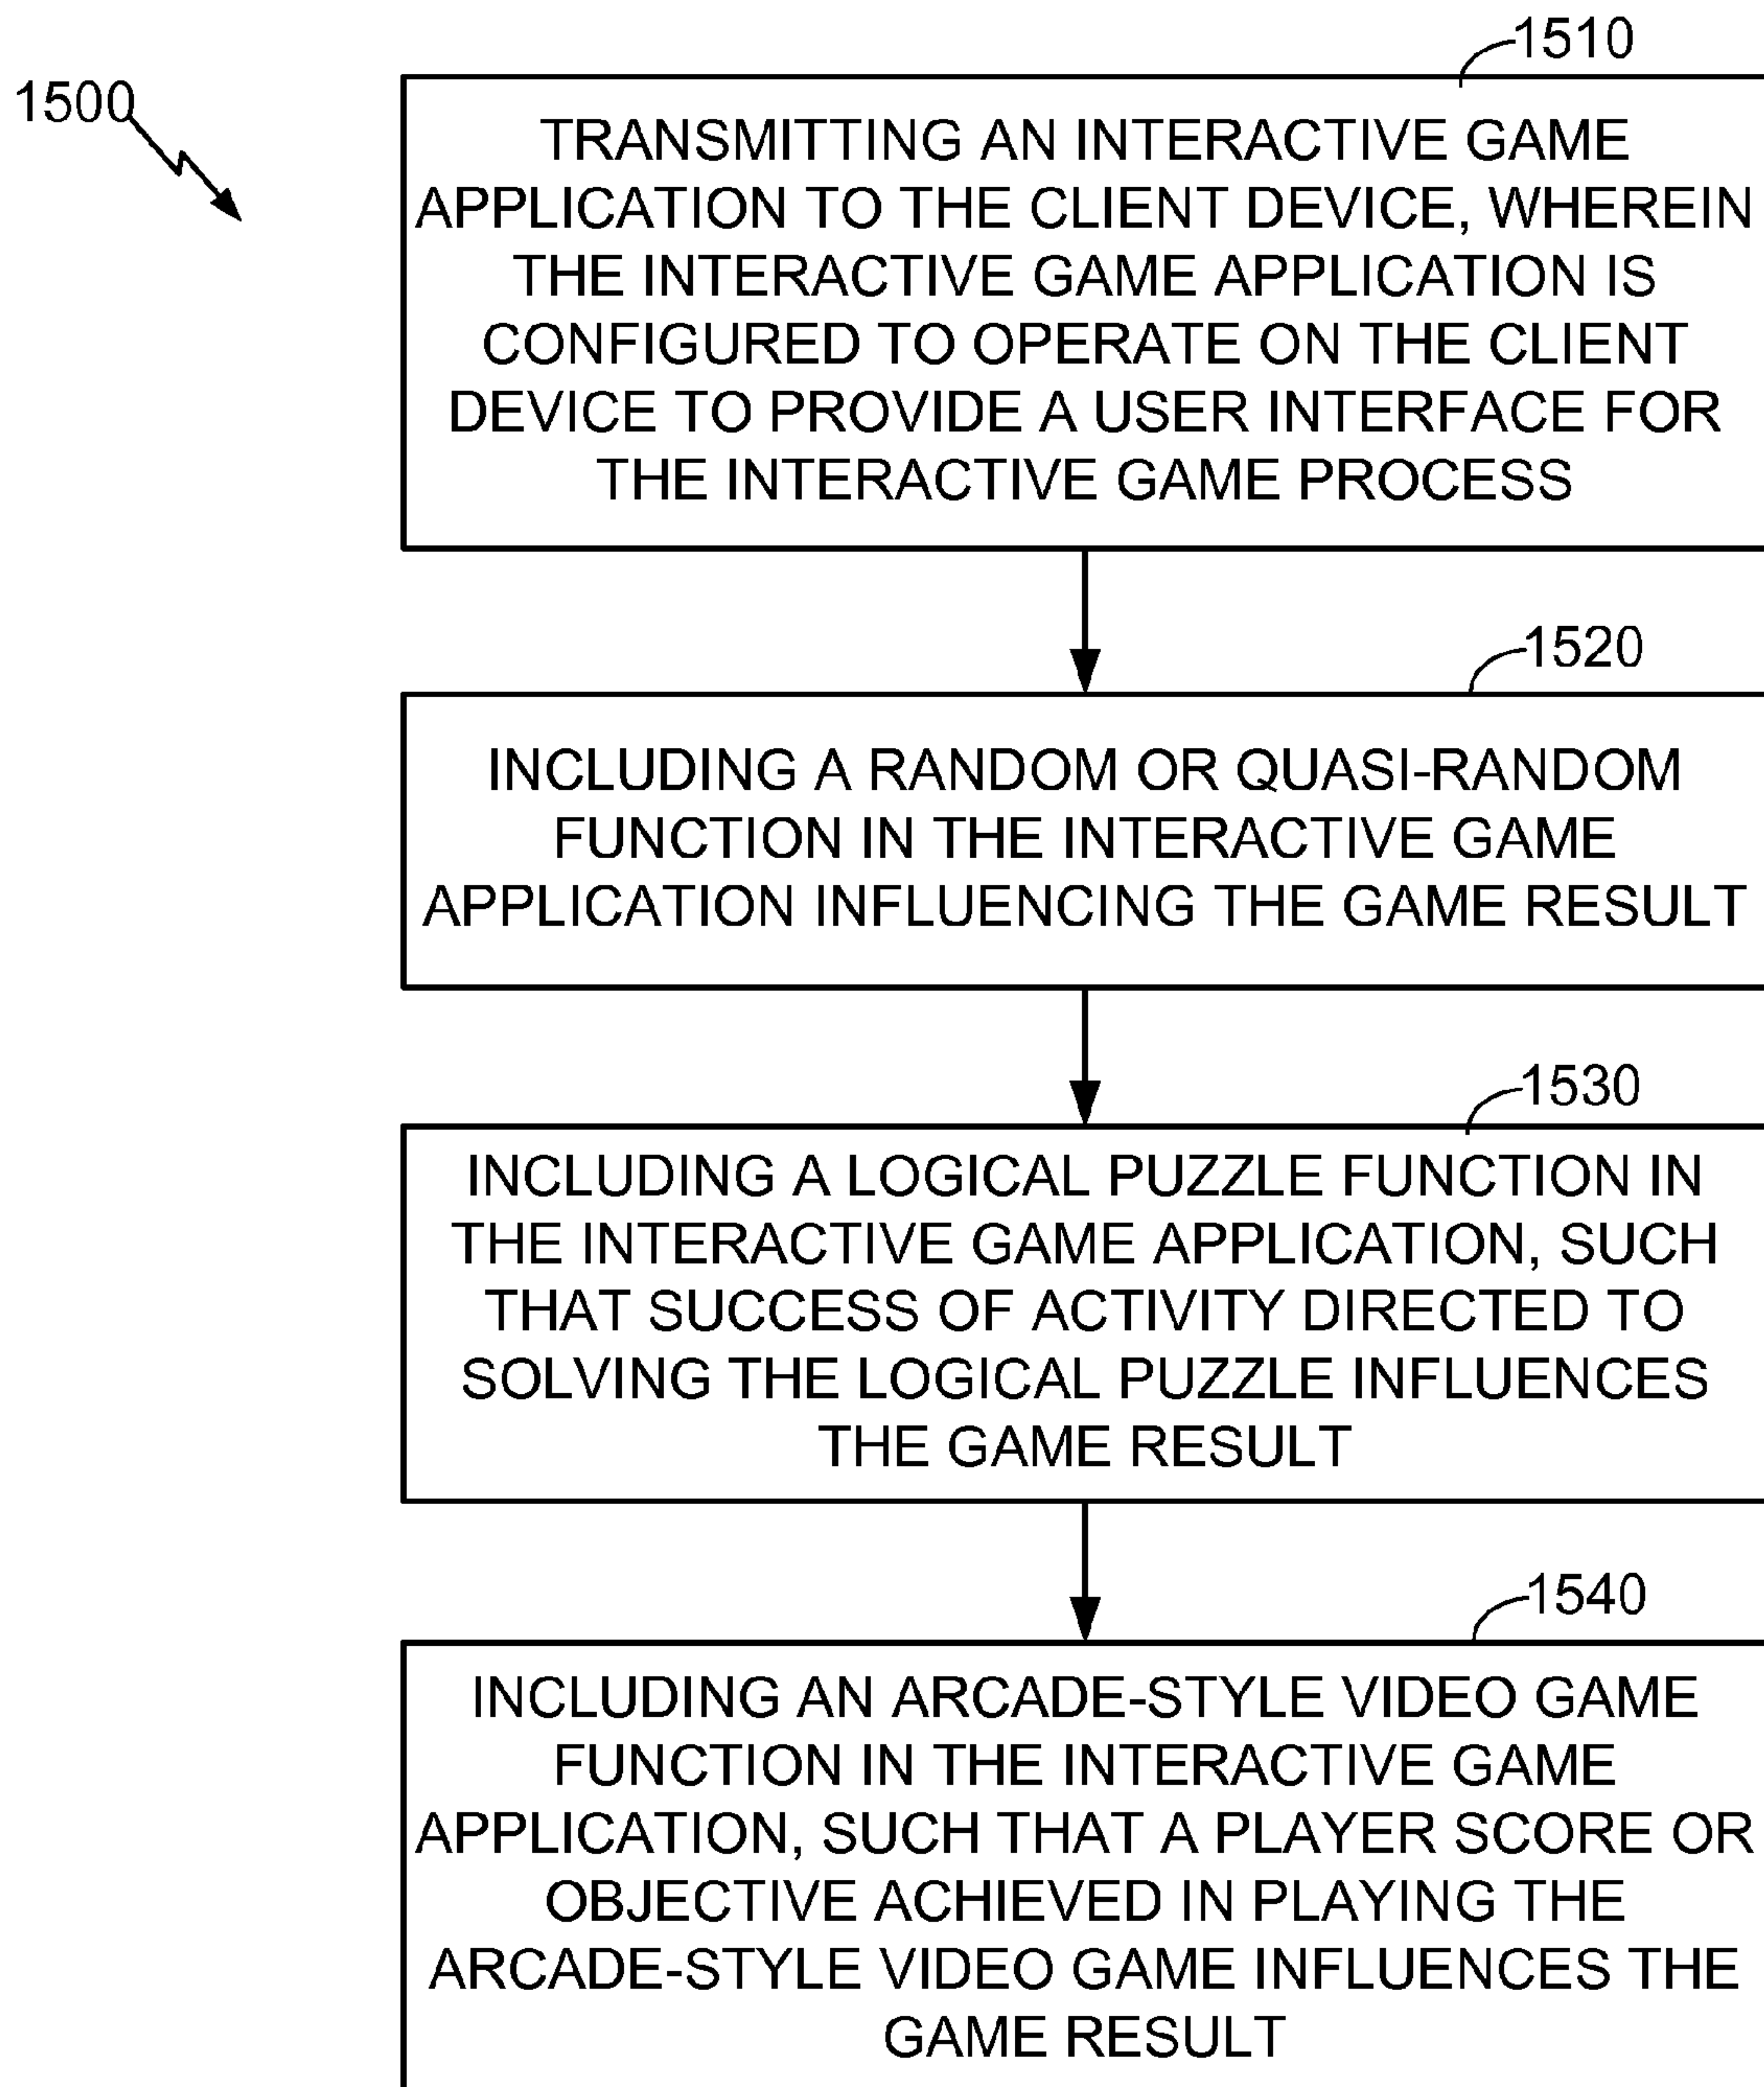 1500
1510
TRANSMITTING AN INTERACTIVE GAME
APPLICATION TO THE CLIENT DEVICE, WHEREIN
THE INTERACTIVE GAME APPLICATION IS
CONFIGURED TO OPERATE ON THE CLIENT
DEVICE TO PROVIDE A USER INTERFACE FOR
THE INTERACTIVE GAME PROCESS
1520
INCLUDING A RANDOM OR QUASI-RANDOM
FUNCTION IN THE INTERACTIVE GAME
APPLICATION INFLUENCING THE GAME RESULT
1530
INCLUDING A LOGICAL PUZZLE FUNCTION IN
THE INTERACTIVE GAME APPLICATION, SUCH
THAT SUCCESS OF ACTIVITY DIRECTED TO
SOLVING THE LOGICAL PUZZLE INFLUENCES
THE GAME RESULT
1540
INCLUDING AN ARCADE-STYLE VIDEO GAME
FUNCTION IN THE INTERACTIVE GAME
APPLICATION, SUCH THAT A PLAYER SCORE OR
OBJECTIVE ACHIEVED IN PLAYING THE
ARCADE-STYLE VIDEO GAME INFLUENCES THE
GAME RESULT